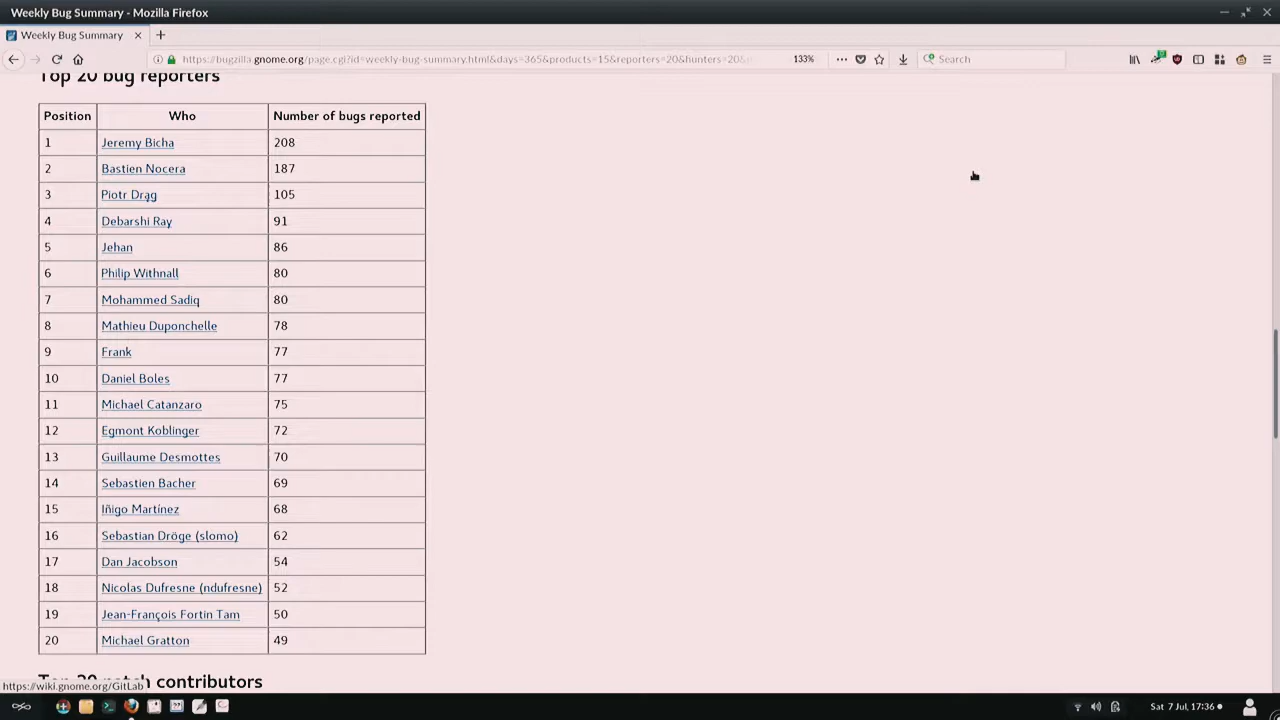 Weekly Bug Summary - Mozilla Firefox
Weekly Bug Summary
https://bugzilla.gnome.org/page.cgi?id=weekly-bug-summary.html&days=365&products=15&reporters=20&hunters=20& 133% Search
Top 20 bug reporters
Position Who Number of bugs reported
1 Jeremy Bicha 208
2 Bastien Nocera 187
3 Piotr Drąg 105
4 Debarshi Ray 91
5 Jehan 86
6 Philip Withnall 80
7 Mohammed Sadiq 80
8 Mathieu Duponchelle 78
9 Frank 77
10 Daniel Boles 77
11 Michael Catanzaro 75
12 Egmont Koblinger 72
13 Guillaume Desmottes 70
14 Sebastien Bacher 69
15 Iñigo Martínez 68
16 Sebastian Dröge (slomo) 62
17 Dan Jacobson 54
18 Nicolas Dufresne (ndufresne) 52
19 Jean-François Fortin Tam 50
20 Michael Gratton 49
Top 20 patch contributors
https://wiki.gnome.org/GitLab
Sat 7 Jul, 17:36